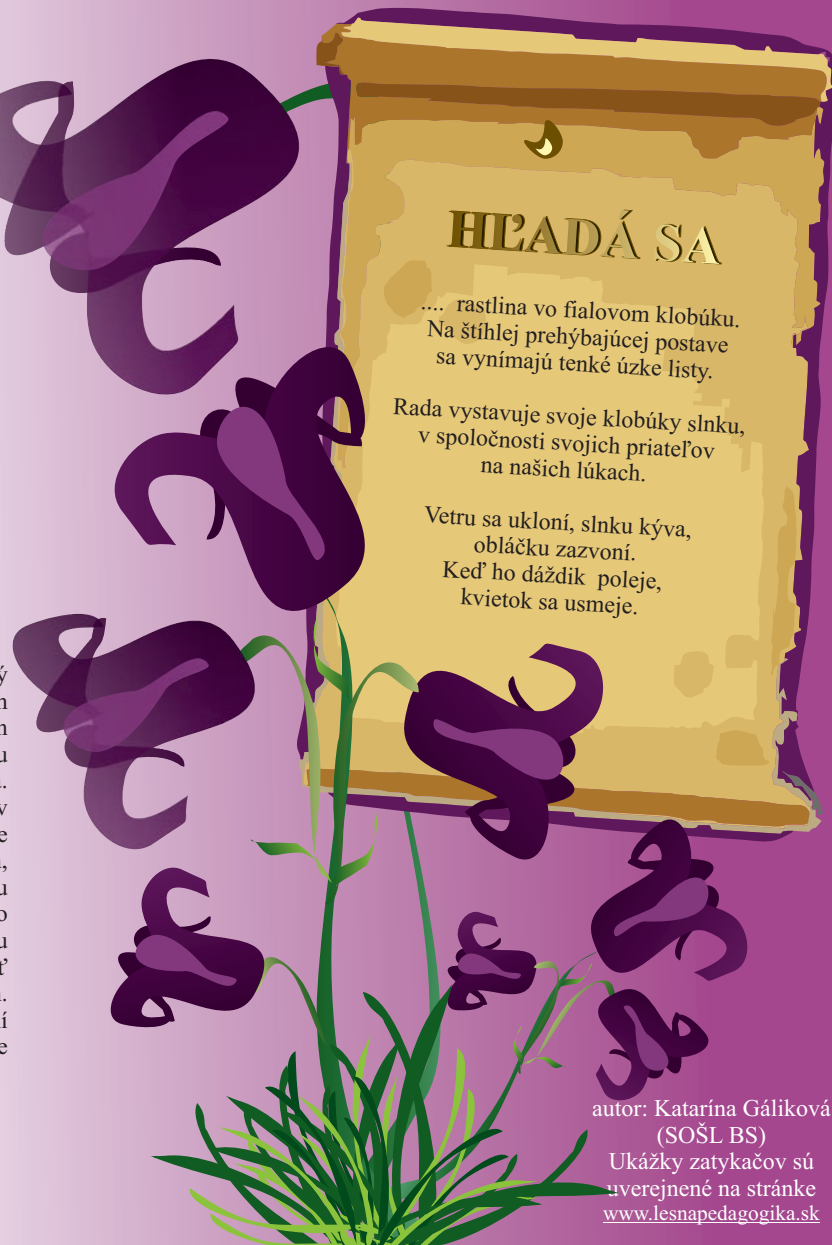 HĽADÁ SA
.... rastlina vo fialovom klobúku.
Na štíhlej prehýbajúcej postave
sa vynímajú tenké úzke listy.
Rada vystavuje svoje klobúky slnku,
v spoločnosti svojich priateľov
na našich lúkach.
Vetru sa ukloní, slnku kýva,
obláčku zazvoní.
Keď ho dáždik poleje,
kvietok sa usmeje.
autor: Katarína Gáliková
(SOŠL BS)
Ukážky zatykačov sú
uverejnené na stránke
www.lesnapedagogika.sk